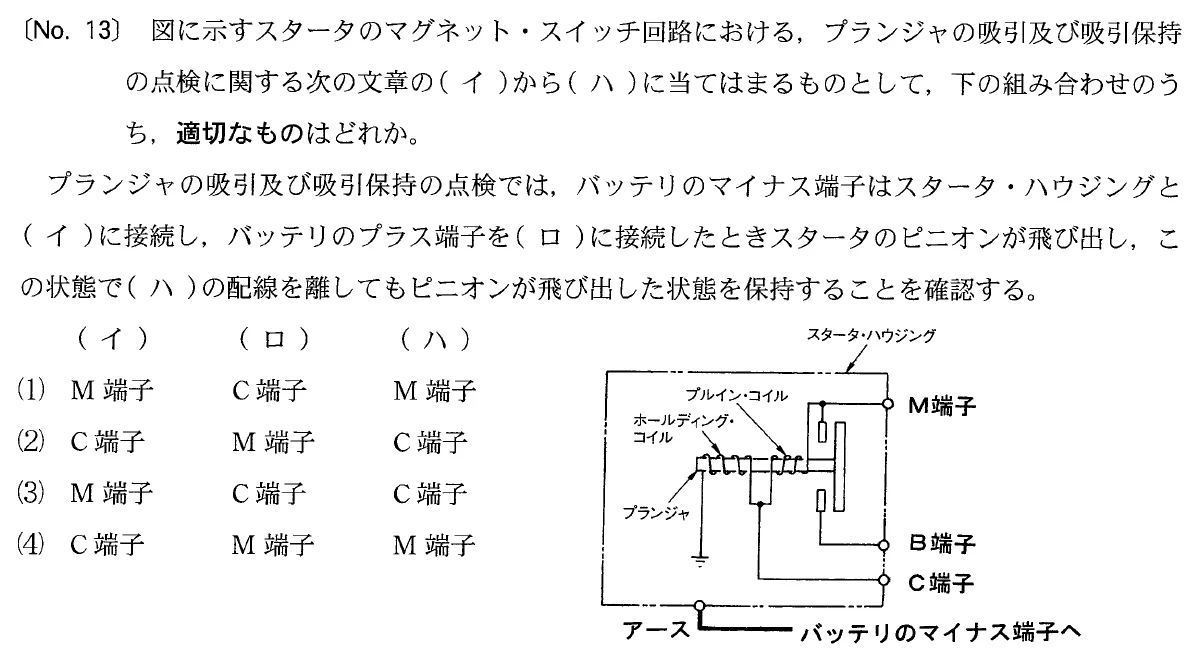 〔No. 13〕 図に示すスタータのマグネット・スイッチ回路における，プランジャの吸引及び吸引保持
の点検に関する次の文章の( イ )から( ハ )に当てはまるものとして，下の組み合わせのう
ち，適切なものはどれか。
プランジャの吸引及び吸引保持の点検では，バッテリのマイナス端子はスタータ・ハウジングと
( イ )に接続し，バッテリのプラス端子を( ロ )に接続したときスタータのピニオンが飛び出し，こ
の状態で( ハ )の配線を離してもピニオンが飛び出した状態を保持することを確認する。
( イ ) ( ロ ) ( ハ )
(1) M 端子 C 端子 M 端子
(2) C 端子 M 端子 C 端子
(3) M 端子 C 端子 C 端子
(4) C 端子 M 端子 M 端子
スタータ・ハウジング
プルイン・コイル
M端子
ホールディング・
コイル
プランジャ
B端子
C端子
アース
バッテリのマイナス端子へ